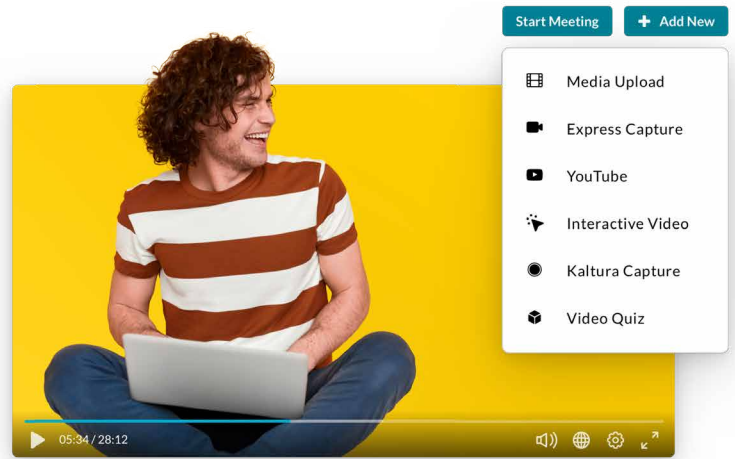 Start Meeting
+ Add New
Media Upload
Express Capture
YouTube
Interactive Video
Kaltura Capture
Video Quiz
05:34 / 28:12